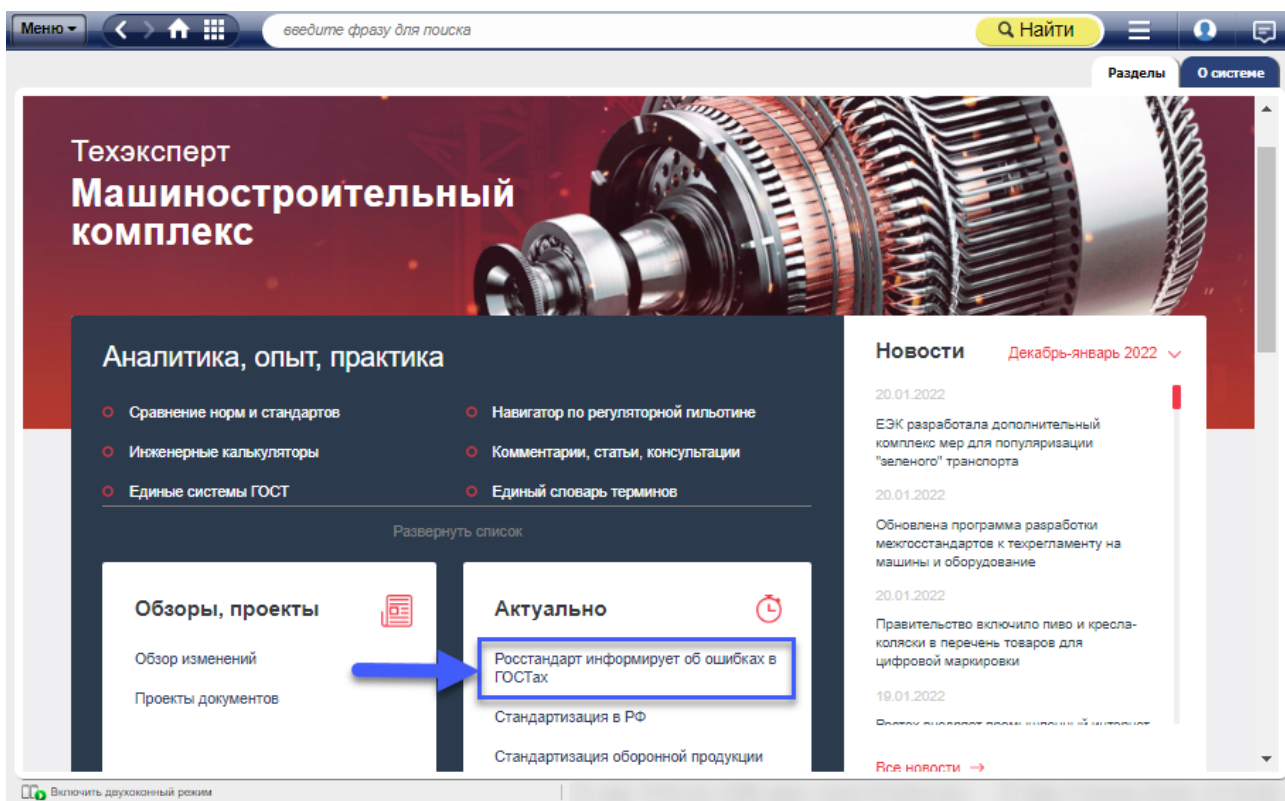 Меню
введите фразу для поиска
Найти
Разделы
О системе
Техэксперт
Машиностроительный
комплекс
Аналитика, опыт, практика
Сравнение норм и стандартов
Навигатор по регуляторной гильотине
Инженерные калькуляторы
Комментарии, статьи, консультации
Единые системы ГОСТ
Единый словарь терминов
Развернуть список
Обзоры, проекты
Обзор изменений
Проекты документов
Актуально
Росстандарт информирует об ошибках в
ГОСТах
Стандартизация в РФ
Стандартизация оборонной продукции
Новости
Декабрь-январь 2022
20.01.2022
ЕЭК разработала дополнительный
комплекс мер для популяризации
"зеленого" транспорта
20.01.2022
Обновлена программа разработки
межгосстандартов к техрегламенту на
машины и оборудование
20.01.2022
Правительство включило пиво и кресла-
коляски в перечень товаров для
цифровой маркировки
19.01.2022
Ростех внедряет промышленный интернет
Все новости →
Включить двухоконный режим